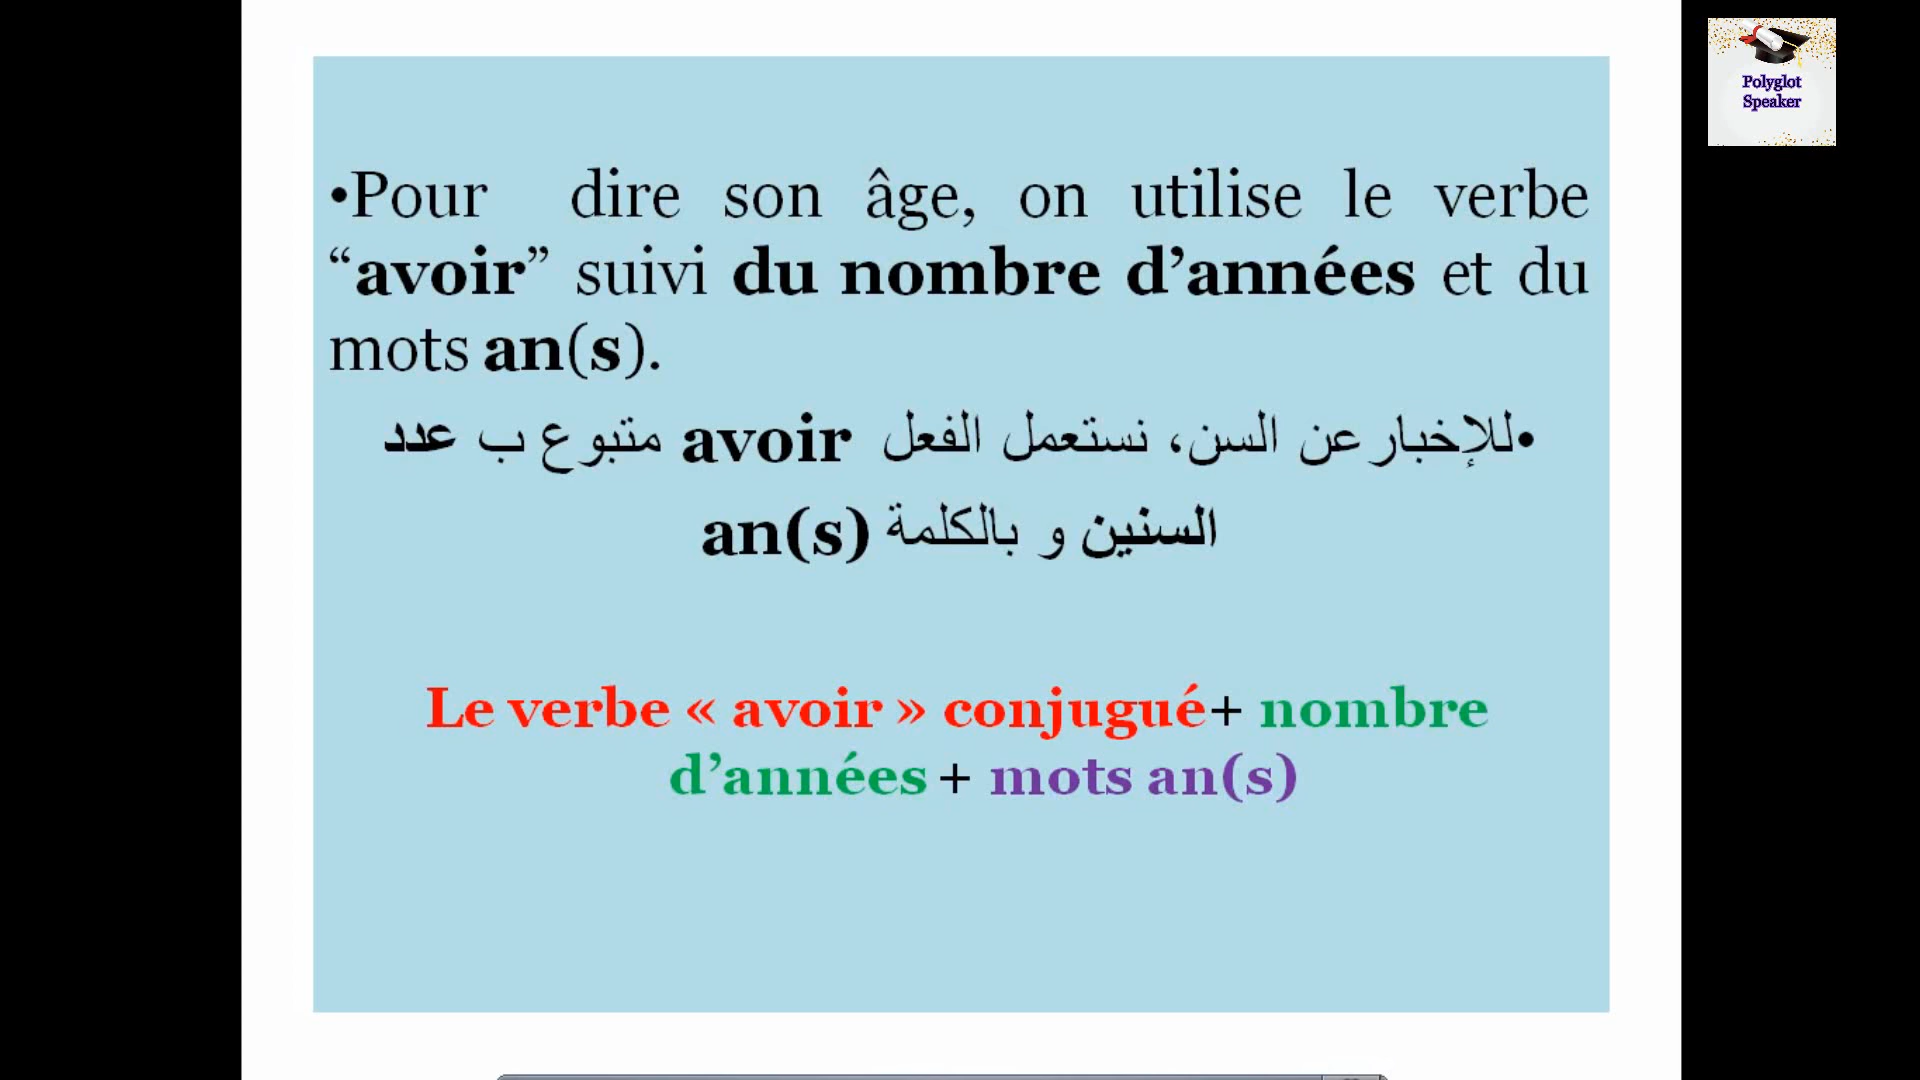 Polyglot
Speaker
•Pour dire son âge, on utilise le verbe
“avoir” suivi du nombre d’années et du
mots an(s).
•للإخبار عن السن، نستعمل الفعل avoir متبوع ب عدد
السنين و بالكلمة an(s)
Le verbe « avoir » conjugué+ nombre
d’années + mots an(s)